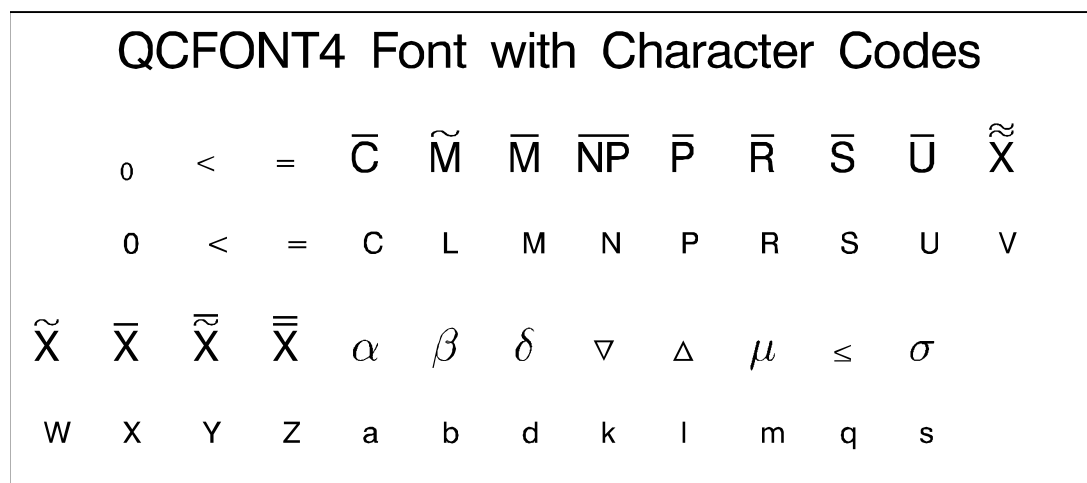 QCFONT4 Font with Character Codes
₀ < = C̅ M̃ M̅ N̅P̅ P̅ R̅ S̅ U̅ X̃̃
0 < = C L M N P R S U V
X̃ X̅ X̃̅ X̿ α β δ ▽ △ μ ≤ σ
W X Y Z a b d k l m q s